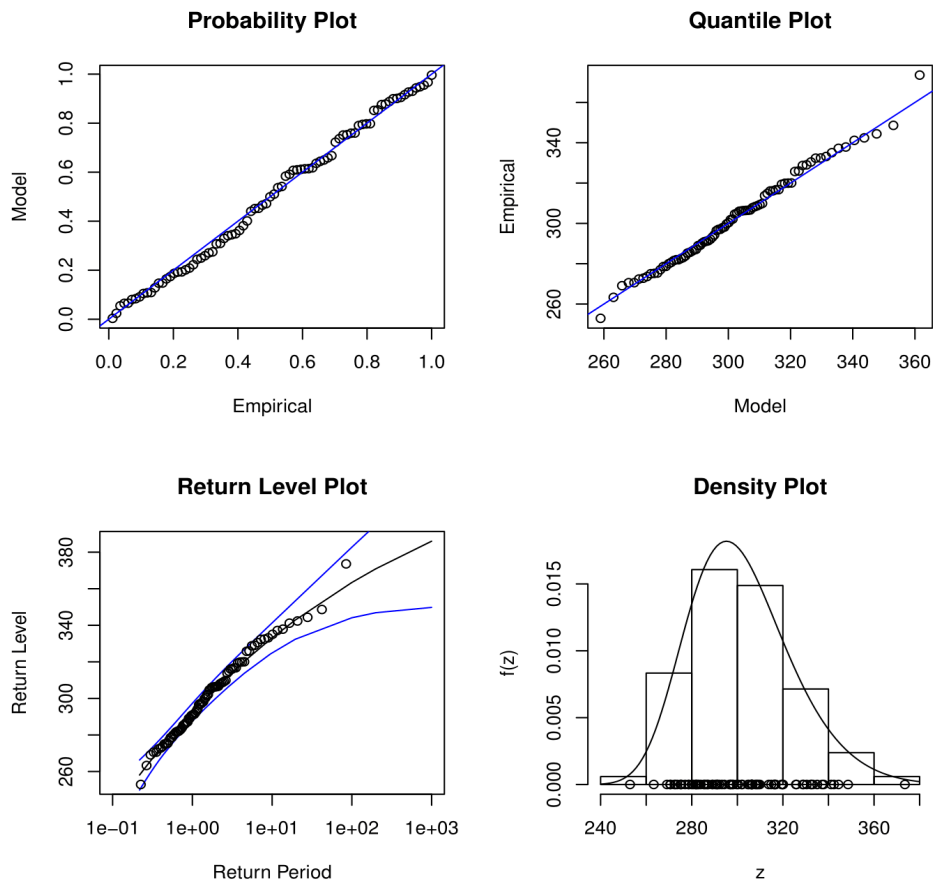 Probability Plot
1.0
0.8
0.6
0.4
0.2
0.0
Model
0.0 0.2 0.4 0.6 0.8 1.0
Empirical
Quantile Plot
340
300
260
Empirical
260 280 300 320 340 360
Model
Return Level Plot
380
340
300
260
Return Level
1e−01 1e+00 1e+01 1e+02 1e+03
Return Period
Density Plot
0.015
0.010
0.005
0.000
f(z)
240 280 320 360
z